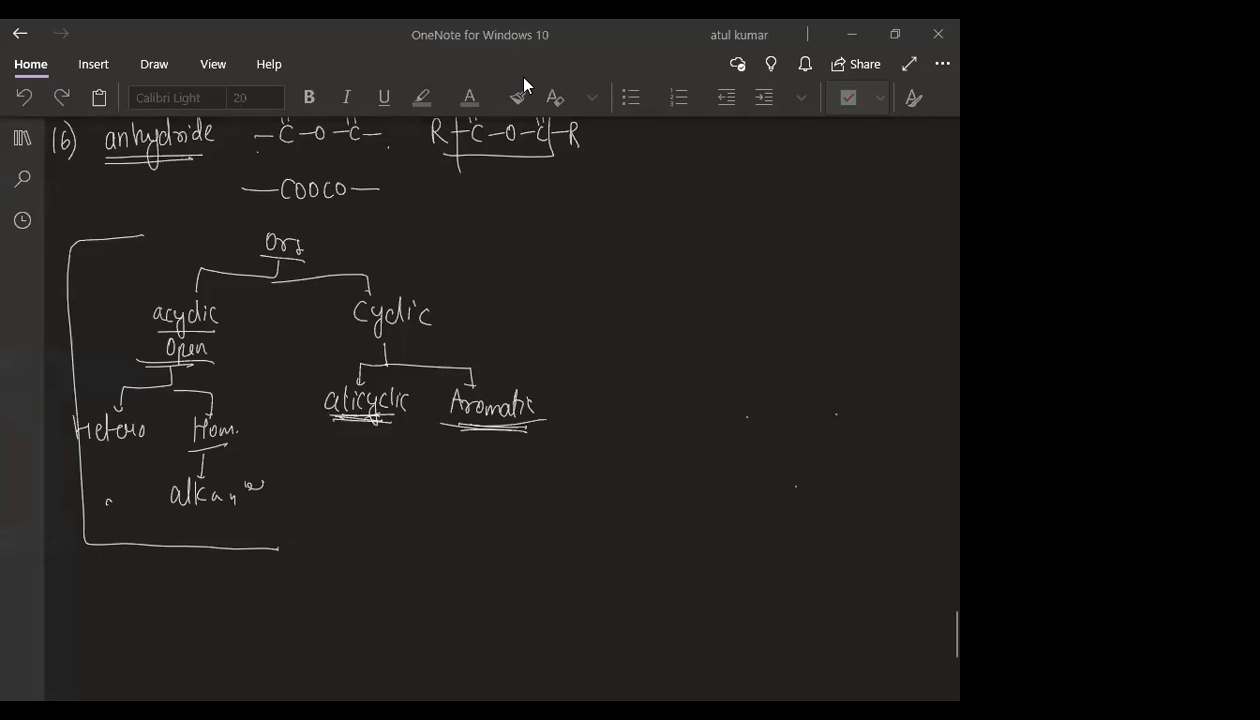 OneNote for Windows 10
atul kumar
Home Insert Draw View Help
Share
Calibri Light 20 B I U A
16) anhydride —C—O—C— R—C—O—C—R
—COOCO—
Org
acyclic Cyclic
Open
alicyclic Aromatic
Hetero Hom.
alkane